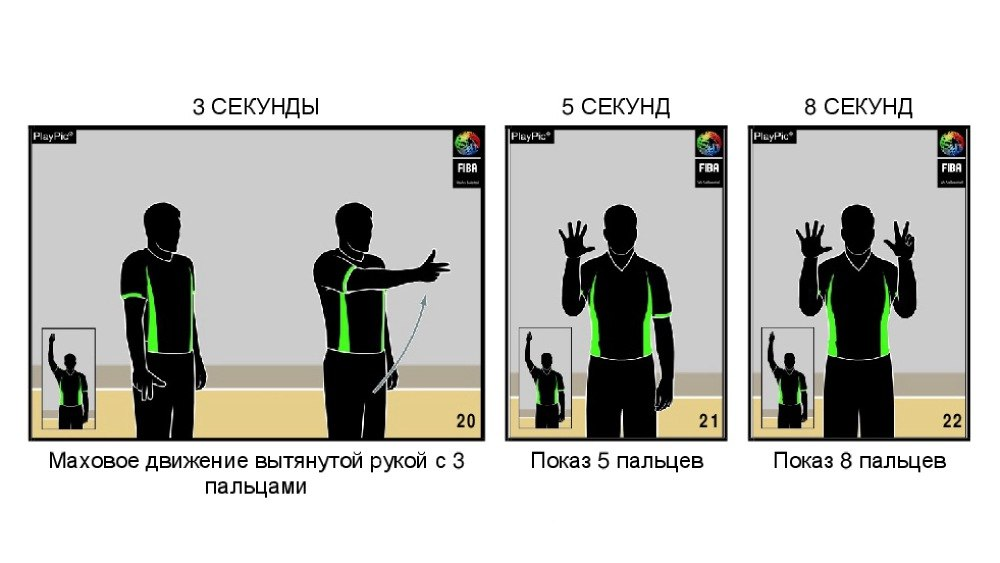 3 СЕКУНДЫ
5 СЕКУНД
8 СЕКУНД
PlayPic®
FIBA
PlayPic®
FIBA
PlayPic®
FIBA
20
21
22
Маховое движение вытянутой рукой с 3
пальцами
Показ 5 пальцев
Показ 8 пальцев